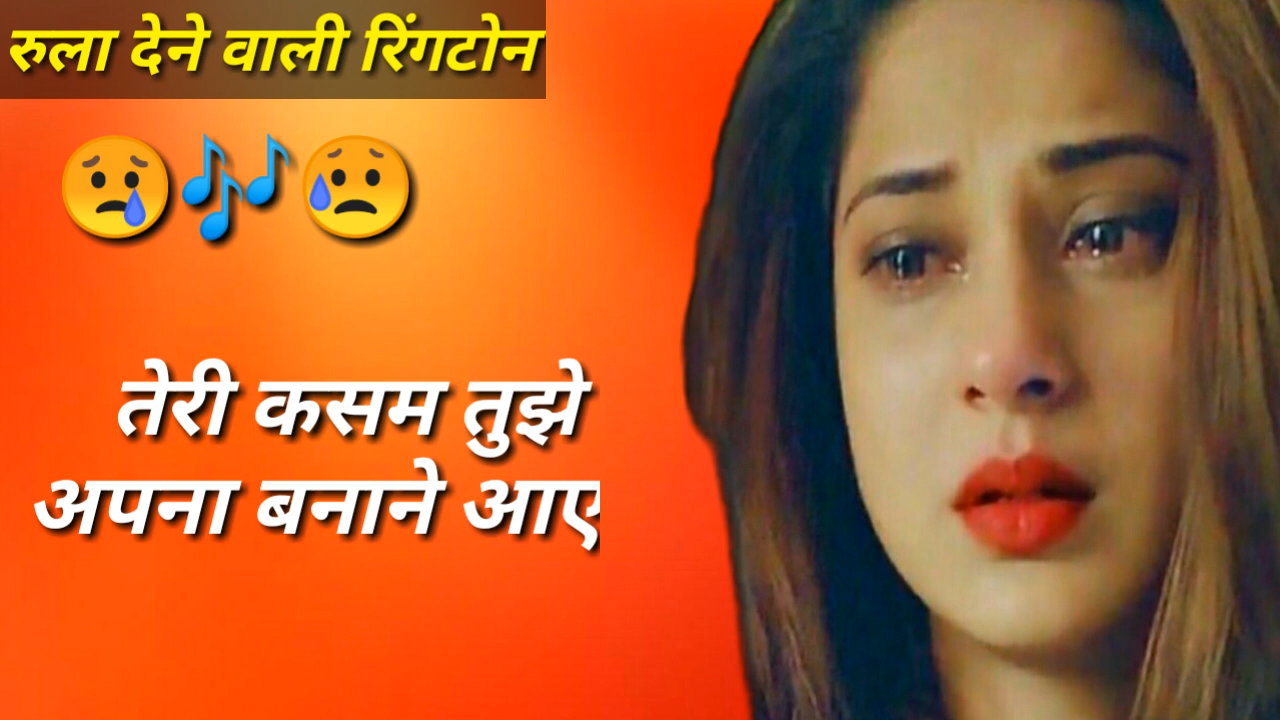 रुला देने वाली रिंगटोन
तेरी कसम तुझे
अपना बनाने आए